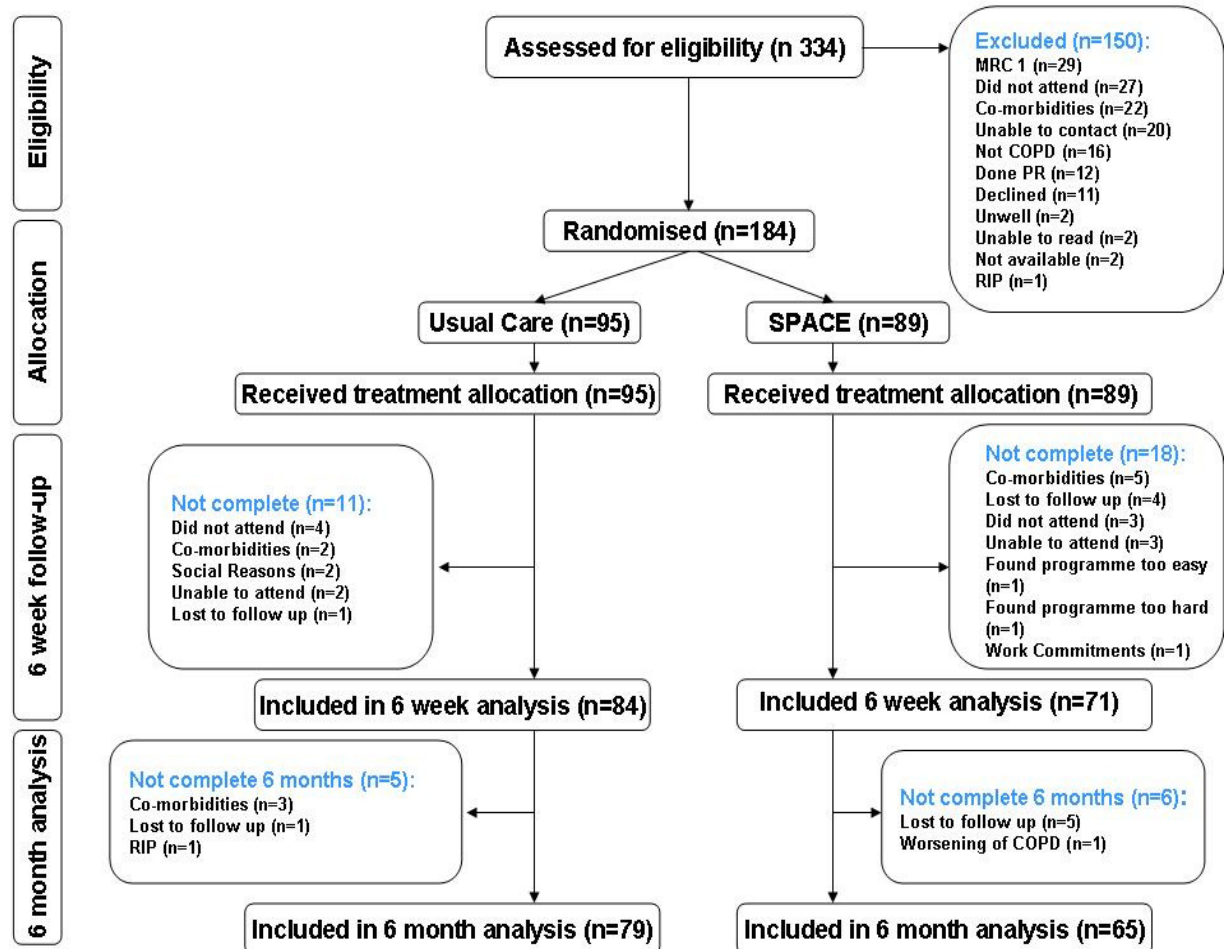 Eligibility
Assessed for eligibility (n 334)
Excluded (n=150):
MRC 1 (n=29)
Did not attend (n=27)
Co-morbidities (n=22)
Unable to contact (n=20)
Not COPD (n=16)
Done PR (n=12)
Declined (n=11)
Unwell (n=2)
Unable to read (n=2)
Not available (n=2)
RIP (n=1)
Allocation
Randomised (n=184)
Usual Care (n=95)
SPACE (n=89)
Received treatment allocation (n=95)
Received treatment allocation (n=89)
6 week follow-up
Not complete (n=11):
Did not attend (n=4)
Co-morbidities (n=2)
Social Reasons (n=2)
Unable to attend (n=2)
Lost to follow up (n=1)
Not complete (n=18):
Co-morbidities (n=5)
Lost to follow up (n=4)
Did not attend (n=3)
Unable to attend (n=3)
Found programme too easy
(n=1)
Found programme too hard
(n=1)
Work Commitments (n=1)
Included in 6 week analysis (n=84)
Included 6 week analysis (n=71)
6 month analysis
Not complete 6 months (n=5):
Co-morbidities (n=3)
Lost to follow up (n=1)
RIP (n=1)
Not complete 6 months (n=6):
Lost to follow up (n=5)
Worsening of COPD (n=1)
Included in 6 month analysis (n=79)
Included in 6 month analysis (n=65)